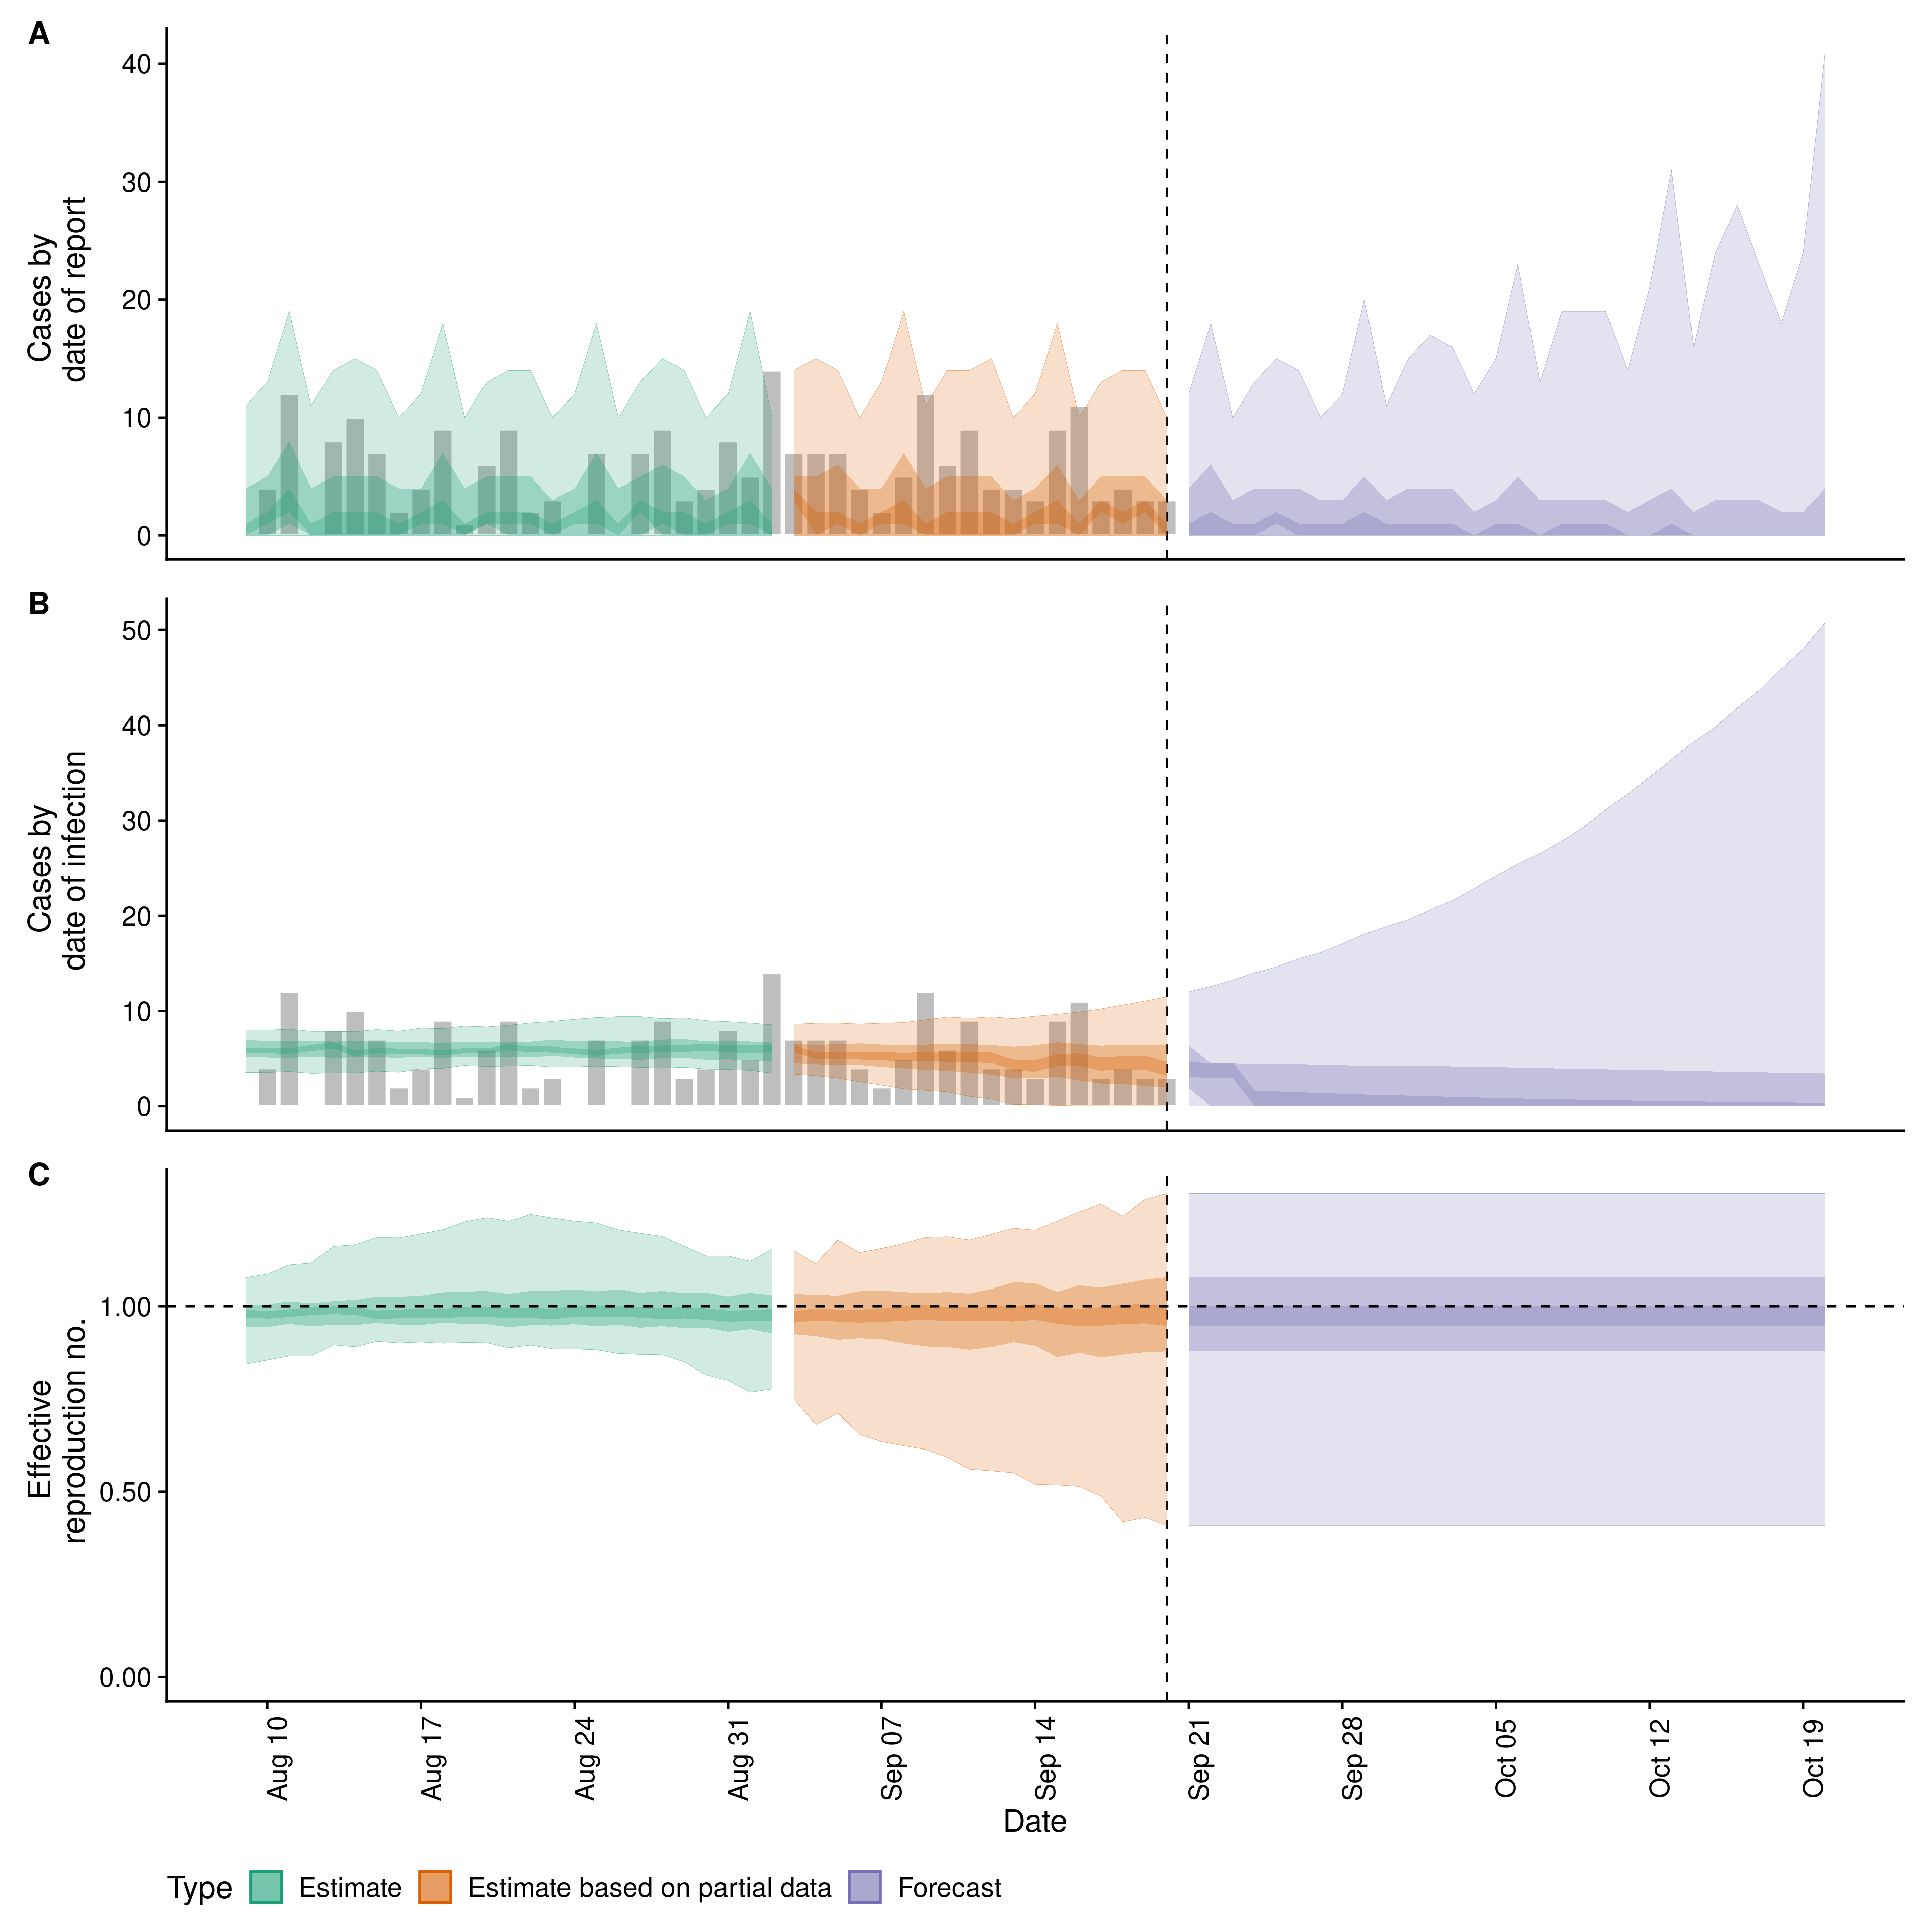 A
Cases by
date of report
40
30
20
10
0
B
Cases by
date of infection
50
40
30
20
10
0
C
Effective
reproduction no.
1.00
0.50
0.00
Aug 10
Aug 17
Aug 24
Aug 31
Sep 07
Sep 14
Sep 21
Sep 28
Oct 05
Oct 12
Oct 19
Date
Type Estimate Estimate based on partial data Forecast